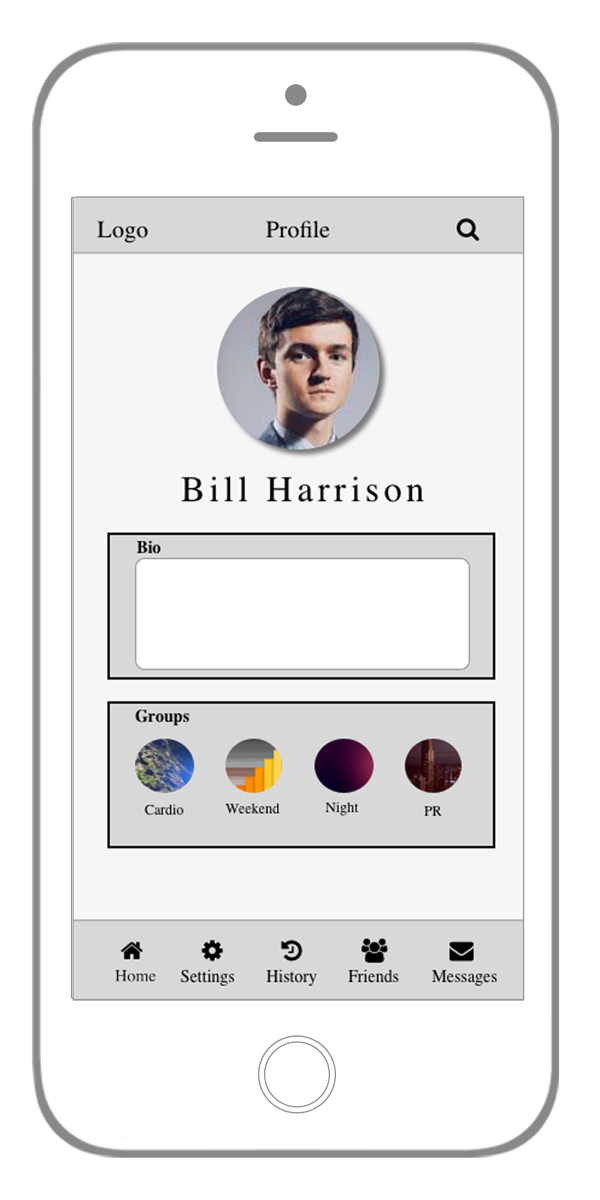 Logo Profile
Bill Harrison
Bio
Groups
Cardio Weekend Night PR
Home Settings History Friends Messages